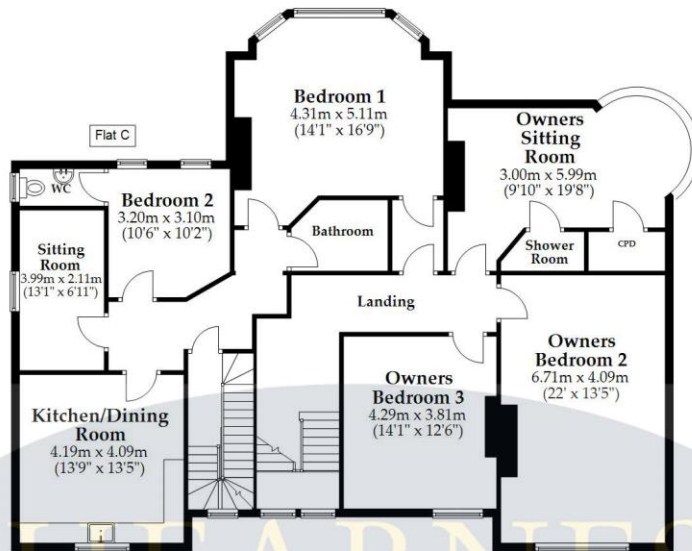 Bedroom 1
4.31m x 5.11m
(14'1" x 16'9")
Flat C
Owners
Sitting
Room
3.00m x 5.99m
(9'10" x 19'8")
WC
Bedroom 2
3.20m x 3.10m
(10'6" x 10'2")
Bathroom
Sitting
Room
3.99m x 2.11m
(13'1" x 6'11")
Shower
Room
CPD
Landing
Owners
Bedroom 2
6.71m x 4.09m
(22' x 13'5")
Owners
Bedroom 3
4.29m x 3.81m
(14'1" x 12'6")
Kitchen/Dining
Room
4.19m x 4.09m
(13'9" x 13'5")
HEARNES